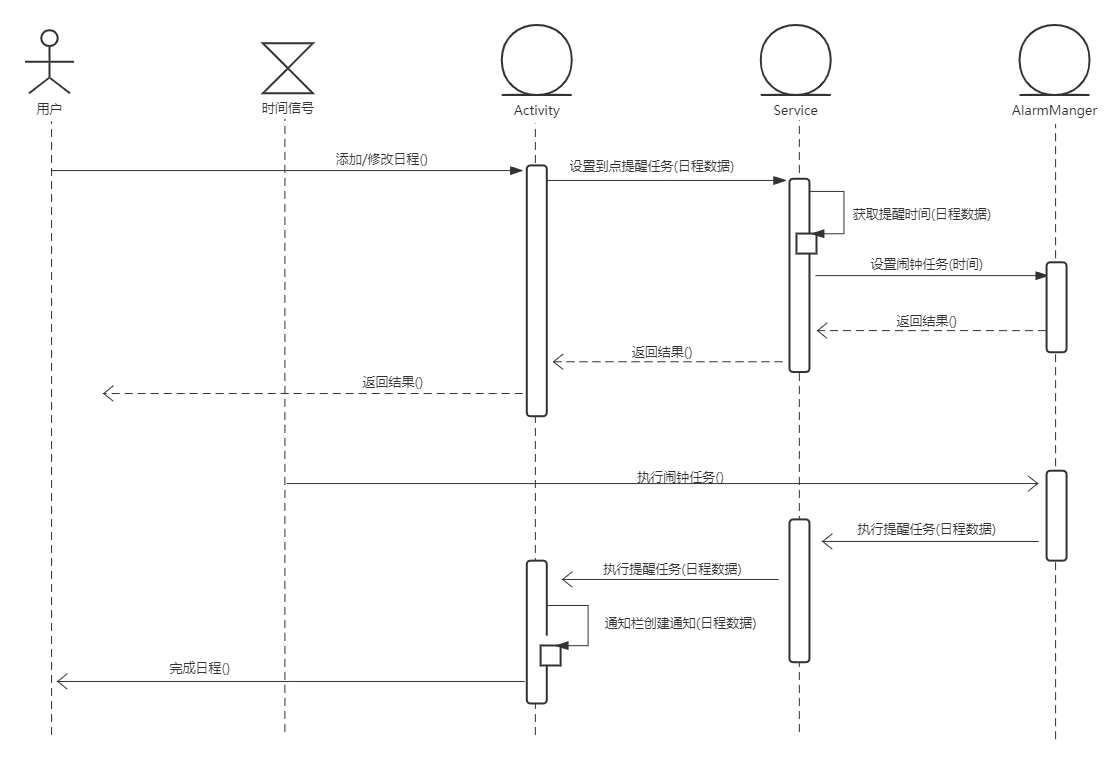 用户
时间信号
Activity
Service
AlarmManger
添加/修改日程()
设置到点提醒任务(日程数据)
获取提醒时间(日程数据)
设置闹钟任务(时间)
返回结果()
返回结果()
返回结果()
执行闹钟任务()
执行提醒任务(日程数据)
执行提醒任务(日程数据)
通知栏创建通知(日程数据)
完成日程()